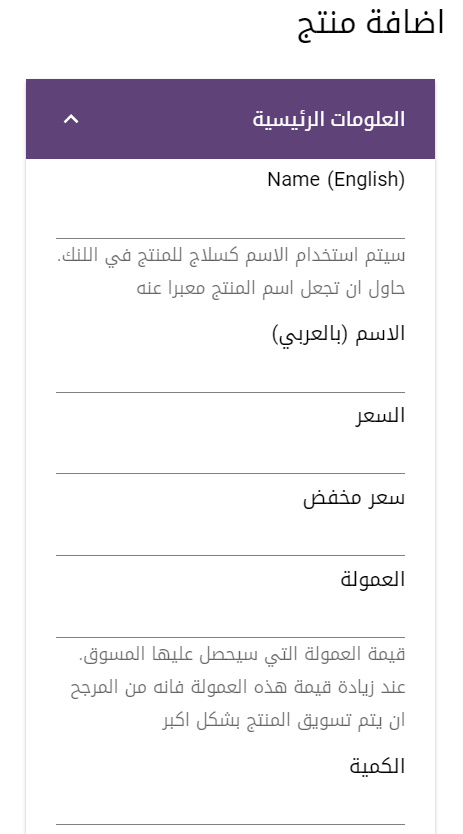 اضافة منتج
العلومات الرئيسية
Name (English)
سيتم استخدام الاسم كسلاج للمنتج في اللنك.
حاول ان تجعل اسم المنتج معبرا عنه
الاسم (بالعربي)
السعر
سعر مخفض
العمولة
قيمة العمولة التي سيحصل عليها المسوق.
عند زيادة قيمة هذه العمولة فانه من المرجح
ان يتم تسويق المنتج بشكل اكبر
الكمية